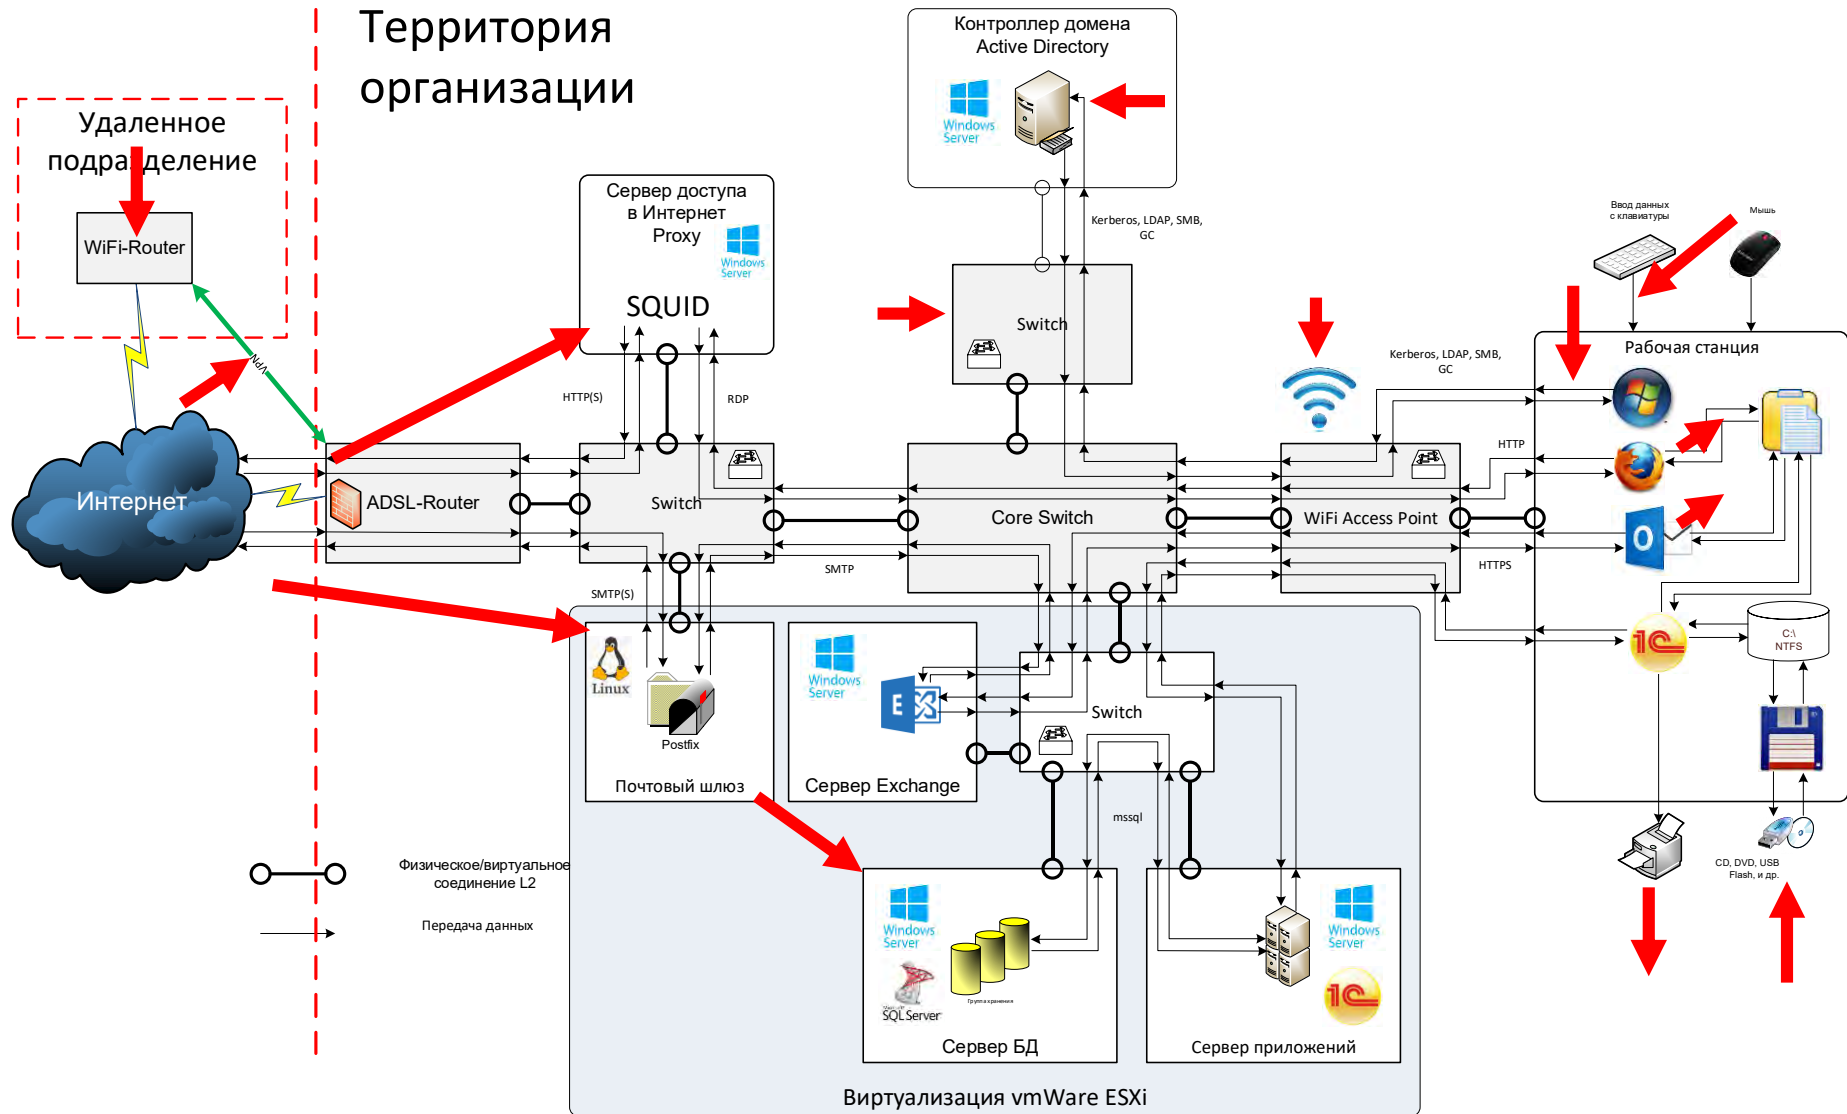 Территория
организации
Контроллер домена
Active Directory
Windows
Server
Удаленное
подразделение
WiFi-Router
VPN
Сервер доступа
в Интернет
Proxy
Windows
Server
SQUID
Kerberos, LDAP, SMB,
GC
Ввод данных
с клавиатуры
Мышь
Switch
Рабочая станция
Kerberos, LDAP, SMB,
GC
HTTP(S)
RDP
HTTP
Интернет
ADSL-Router
Switch
Core Switch
WiFi Access Point
O
SMTP
HTTPS
SMTP(S)
Linux
Postfix
Почтовый шлюз
Windows
Server
E
Сервер Exchange
Switch
1С
C:\
NTFS
mssql
CD, DVD, USB
Flash, и др.
Физическое/виртуальное
соединение L2
Передача данных
Windows
Server
SQL Server
Группа хранения
Сервер БД
Windows
Server
1С
Сервер приложений
Виртуализация vmWare ESXi